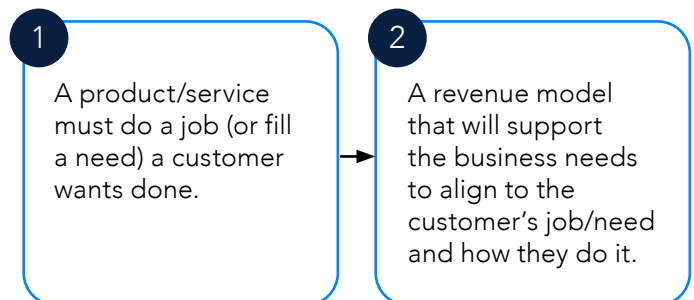 1
A product/service
must do a job (or fill
a need) a customer
wants done.
2
A revenue model
that will support
the business needs
to align to the
customer’s job/need
and how they do it.